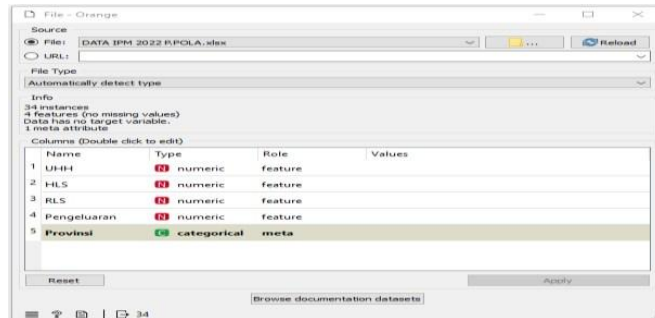 File - Orange
Source
File: DATA IPM 2022 P.POLA.xlsx ... Reload
URL:
File Type
Automatically detect type
Info
34 instances
4 features (no missing values)
Data has no target variable.
1 meta attribute
Columns (Double click to edit)
Name Type Role Values
1 UHH N numeric feature
2 HLS N numeric feature
3 RLS N numeric feature
4 Pengeluaran N numeric feature
5 Provinsi C categorical meta
Reset Apply
Browse documentation datasets
? 34